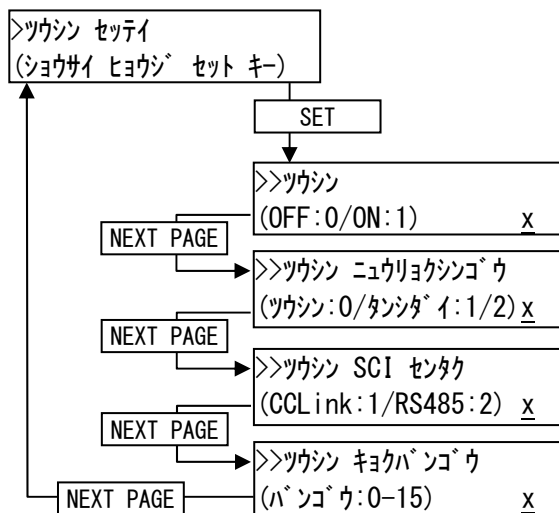 >ﾂｳｼﾝ ｾｯﾃｲ
(ｼｮｳｻｲ ﾋｮｳｼﾞ ｾｯﾄ ｷｰ)
SET
>>ﾂｳｼﾝ
(OFF:0/ON:1) x
NEXT PAGE
>>ﾂｳｼﾝ ﾆｭｳﾘｮｸｼﾝｺﾞｳ
(ﾂｳｼﾝ:0/ﾀﾝｼﾀﾞｲ:1/2) x
NEXT PAGE
>>ﾂｳｼﾝ SCI ｾﾝﾀｸ
(CCLink:1/RS485:2) x
NEXT PAGE
>>ﾂｳｼﾝ ｷｮｸﾊﾞﾝｺﾞｳ
(ﾊﾞﾝｺﾞｳ:0-15) x
NEXT PAGE